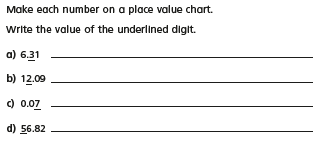 Make each number on a place value chart.
Write the value of the underlined digit.
a) 6.31
b) 12.09
c) 0.07
d) 56.82